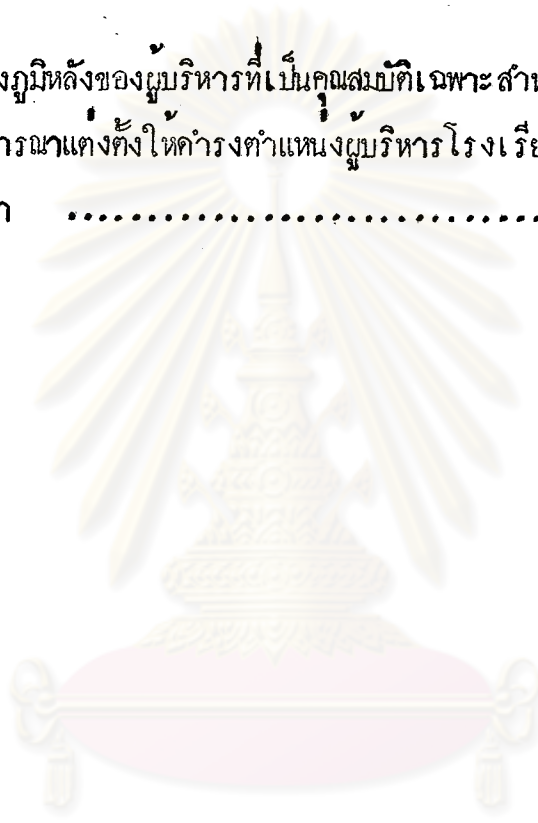 งภูมิหลังของผู้บริหารที่เป็นคุณสมบัติเฉพาะสำห
ารณาแต่งตั้งให้ดำรงตำแหน่งผู้บริหารโรงเรีย
า ................................